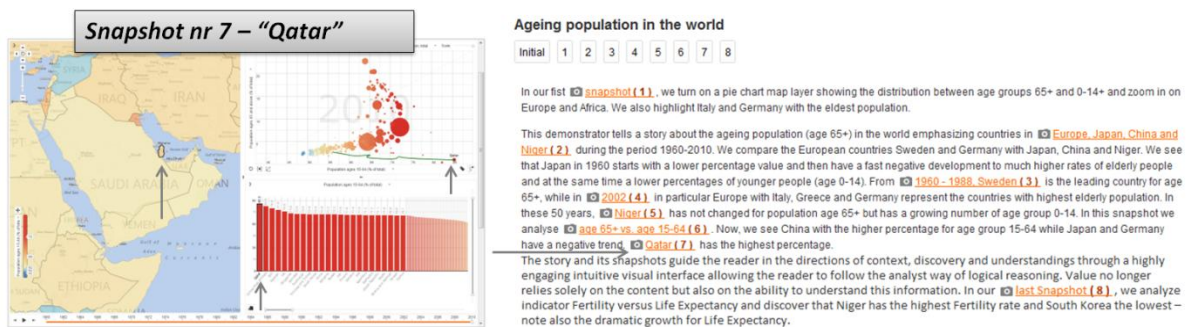 Snapshot nr 7 – “Qatar”
SYRIA
IRAQ
IRAN
SAUDI ARABIA
OMAN
YEMEN
ETHIOPIA
Population ages 15-64 (% of total)
Ageing population in the world
Initial 1 2 3 4 5 6 7 8
In our fist snapshot ( 1 ) , we turn on a pie chart map layer showing the distribution between age groups 65+ and 0-14+ and zoom in on
Europe and Africa. We also highlight Italy and Germany with the eldest population.
This demonstrator tells a story about the ageing population (age 65+) in the world emphasizing countries in Europe, Japan, China and
Niger ( 2 ) during the period 1960-2010. We compare the European countries Sweden and Germany with Japan, China and Niger. We see
that Japan in 1960 starts with a lower percentage value and then have a fast negative development to much higher rates of elderly people
and at the same time a lower percentages of younger people (age 0-14). From 1960 - 1988, Sweden ( 3 ) is the leading country for age
65+, while in 2002 ( 4 ) in particular Europe with Italy, Greece and Germany represent the countries with highest elderly population. In
these 50 years, Niger ( 5 ) has not changed for population age 65+ but has a growing number of age group 0-14. In this snapshot we
analyse age 65+ vs. age 15-64 ( 6 ) . Now, we see China with the higher percentage for age group 15-64 while Japan and Germany
have a negative trend. Qatar ( 7 ) has the highest percentage.
The story and its snapshots guide the reader in the directions of context, discovery and understandings through a highly
engaging intuitive visual interface allowing the reader to follow the analyst way of logical reasoning. Value no longer
relies solely on the content but also on the ability to understand this information. In our last Snapshot ( 8 ) , we analyze
indicator Fertility versus Life Expectancy and discover that Niger has the highest Fertility rate and South Korea the lowest –
note also the dramatic growth for Life Expectancy.